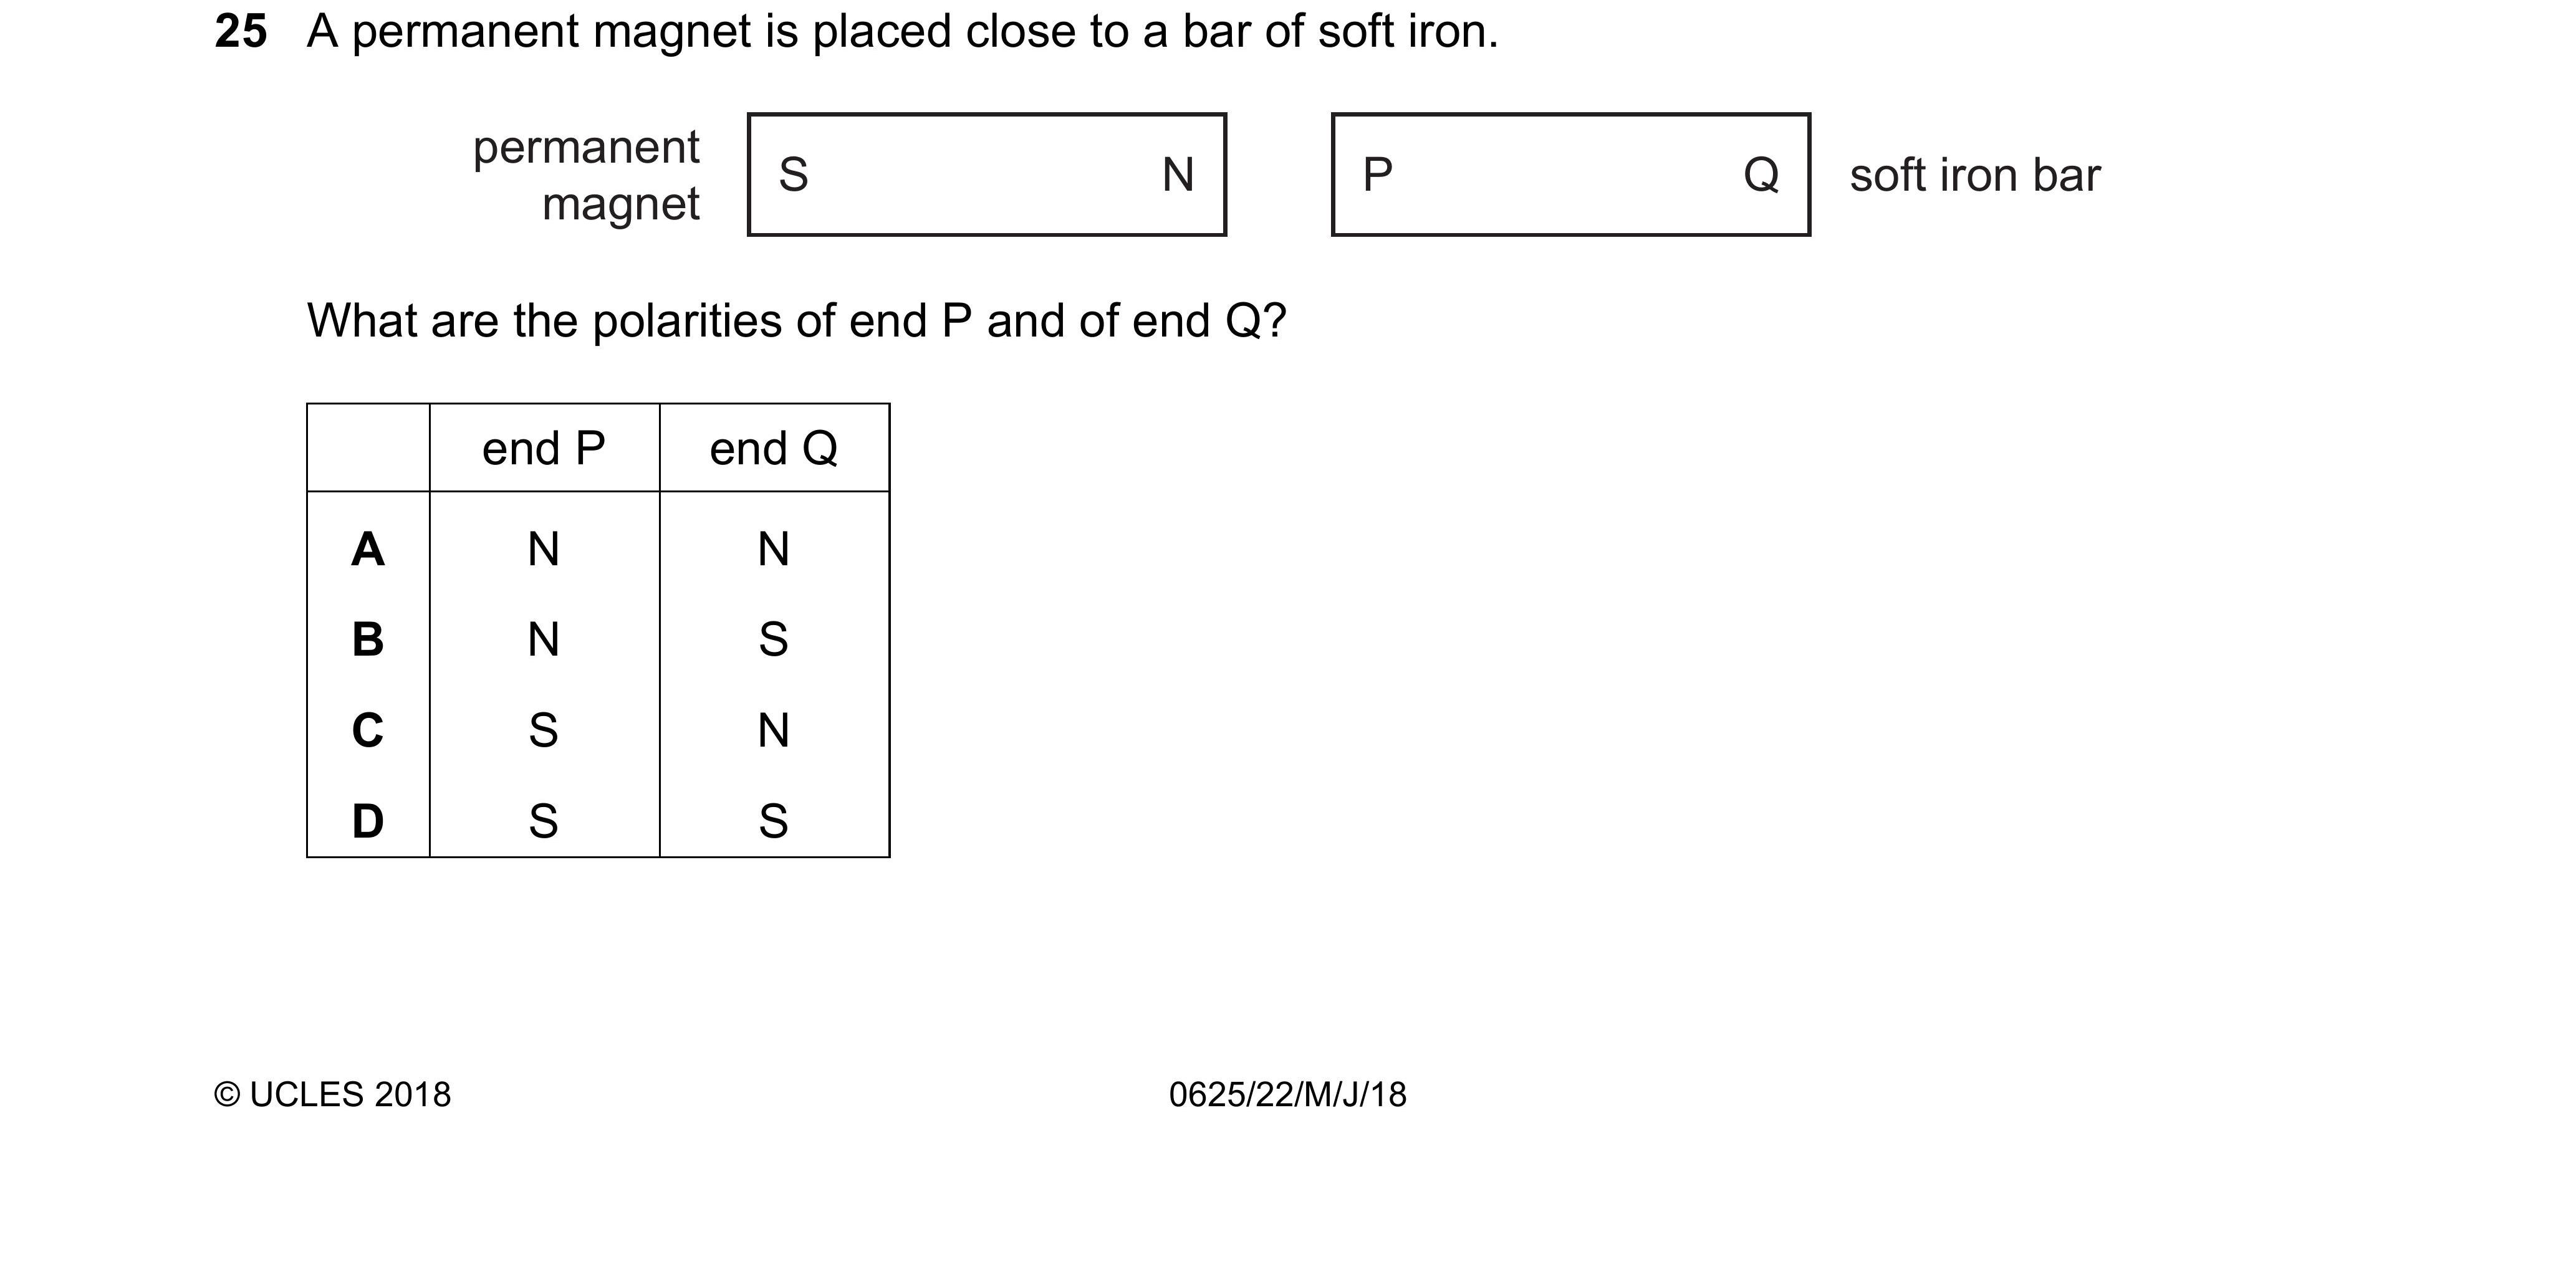 25 A permanent magnet is placed close to a bar of soft iron.
permanent
magnet
S N P Q soft iron bar
What are the polarities of end P and of end Q?
end P end Q
A N N
B N S
C S N
D S S
© UCLES 2018 0625/22/M/J/18